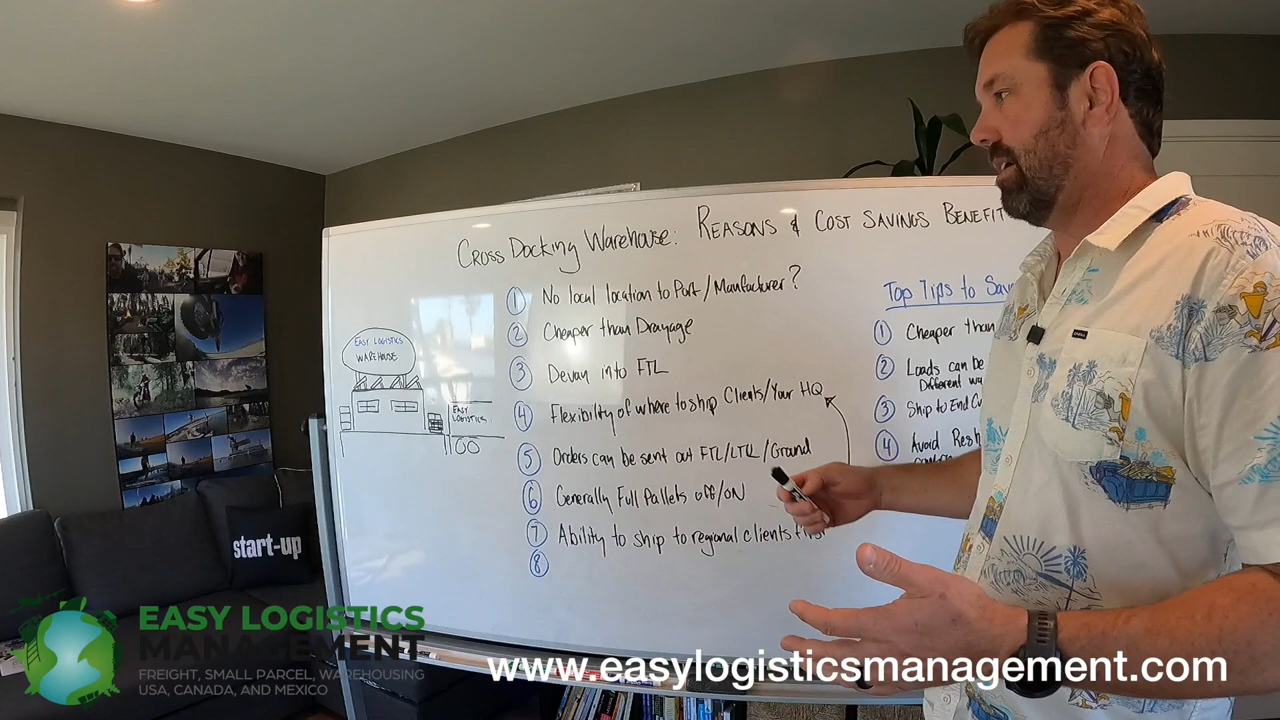 Cross Docking Warehouse: Reasons & Cost Savings Benefit
1 No local location to Port/Manfacturer?
2 Cheaper than Drayage
3 Devan into FTL
4 Flexibility of where to ship Clients/Your HQ
5 Orders can be sent out FTL/LTL/Ground
6 Generally Full Pallets off/on
7 Ability to ship to regional clients first
8
EASY LOGISTICS
WAREHOUSE
EASY
LOGISTICS
Top Tips to Sav
1 Cheaper than
2 Loads can be
Different
3 Ship to End
4 Avoid
start-up
EASY LOGISTICS
MANAGEMENT
FREIGHT, SMALL PARCEL, WAREHOUSING
USA, CANADA, AND MEXICO
www.easylogisticsmanagement.com